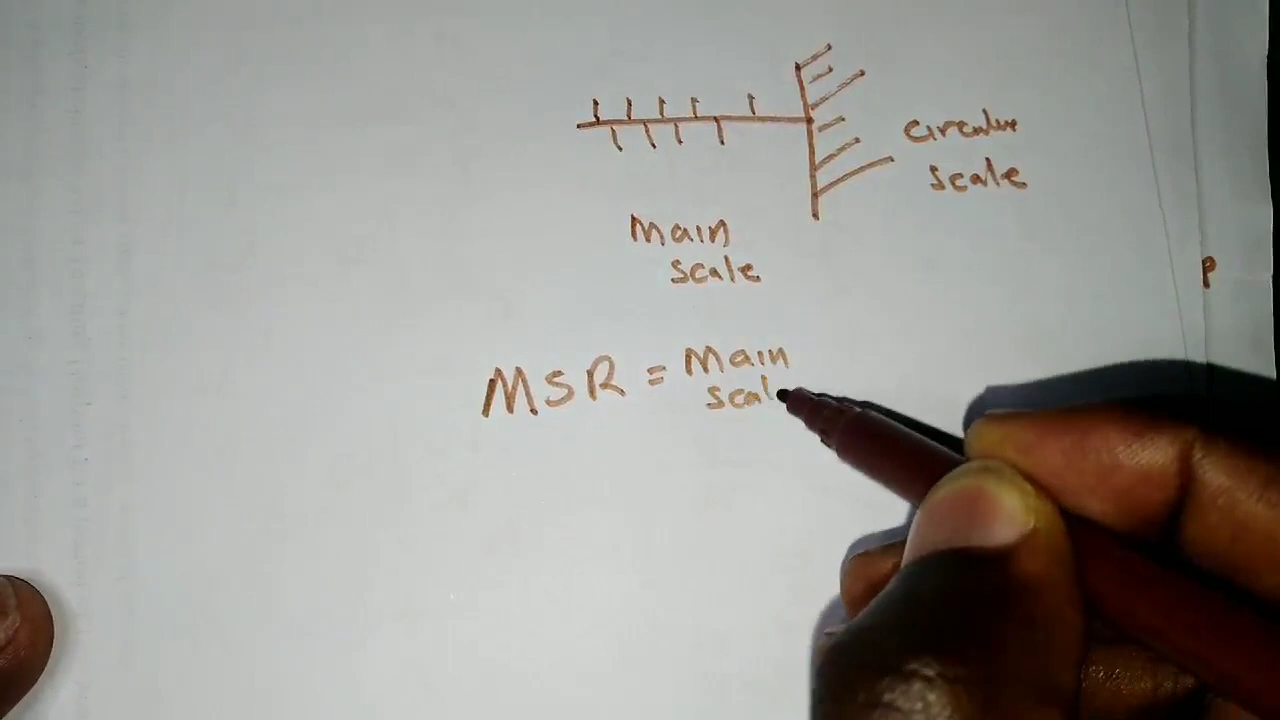 Circular
scale
Main
scale
P
MSR = Main
scal